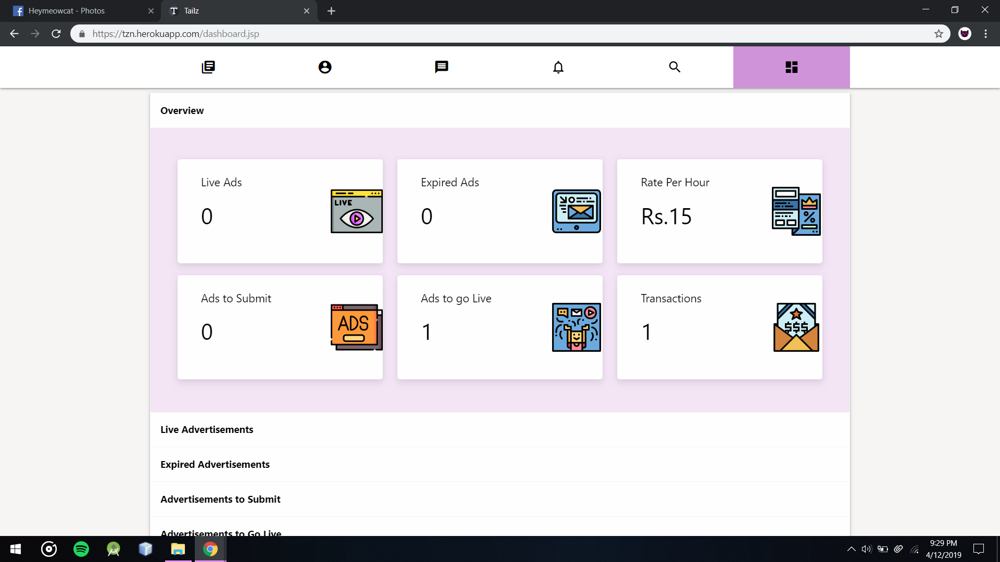 Heymeowcat - Photos
Tailz
https://tzn.herokuapp.com/dashboard.jsp
Overview
Live Ads
0
LIVE
Expired Ads
0
Rate Per Hour
Rs.15
%
Ads to Submit
0
ADS
Ads to go Live
1
Transactions
1
$$$
Live Advertisements
Expired Advertisements
Advertisements to Submit
Advertisements to Go Live
9:29 PM
4/12/2019